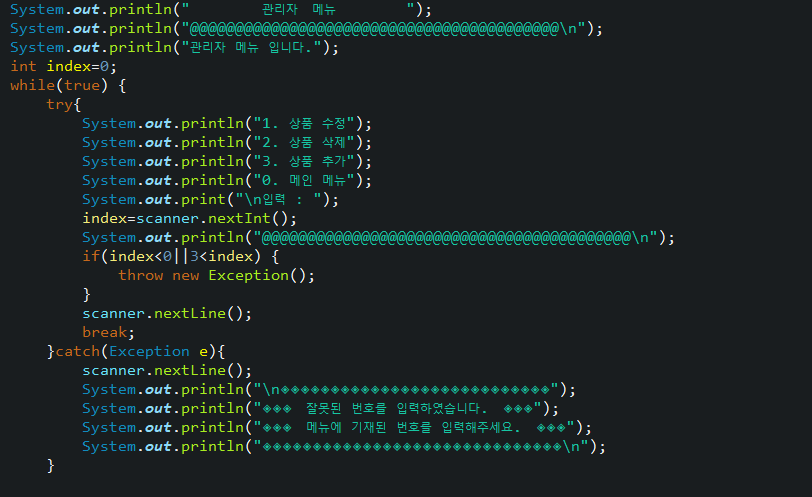 System.out.println("        관리자  메뉴        ");
System.out.println("@@@@@@@@@@@@@@@@@@@@@@@@@@@@@@@@@@@@@@@@@\n");
System.out.println("관리자 메뉴 입니다.");
int index=0;
while(true) {
    try{
        System.out.println("1. 상품 수정");
        System.out.println("2. 상품 삭제");
        System.out.println("3. 상품 추가");
        System.out.println("0. 메인 메뉴");
        System.out.print("\n입력 : ");
        index=scanner.nextInt();
        System.out.println("@@@@@@@@@@@@@@@@@@@@@@@@@@@@@@@@@@@@@@@@@\n");
        if(index<0||3<index) {
            throw new Exception();
        }
        scanner.nextLine();
        break;
    }catch(Exception e){
        scanner.nextLine();
        System.out.println("\n◈◈◈◈◈◈◈◈◈◈◈◈◈◈◈◈◈◈◈◈◈◈◈◈◈◈◈");
        System.out.println("◈◈◈  잘못된 번호를 입력하였습니다.  ◈◈◈");
        System.out.println("◈◈◈  메뉴에 기재된 번호를 입력해주세요.  ◈◈◈");
        System.out.println("◈◈◈◈◈◈◈◈◈◈◈◈◈◈◈◈◈◈◈◈◈◈◈◈◈◈◈◈◈◈\n");
    }